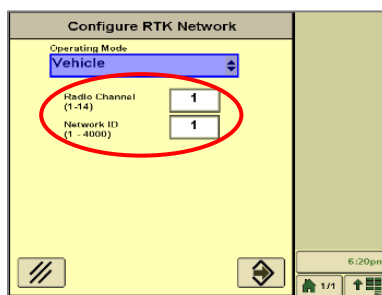 Configure RTK Network
Operating Mode
Vehicle
Radio Channel
(1-14)
1
Network ID
(1 - 4000)
1
6:20pm
1/1